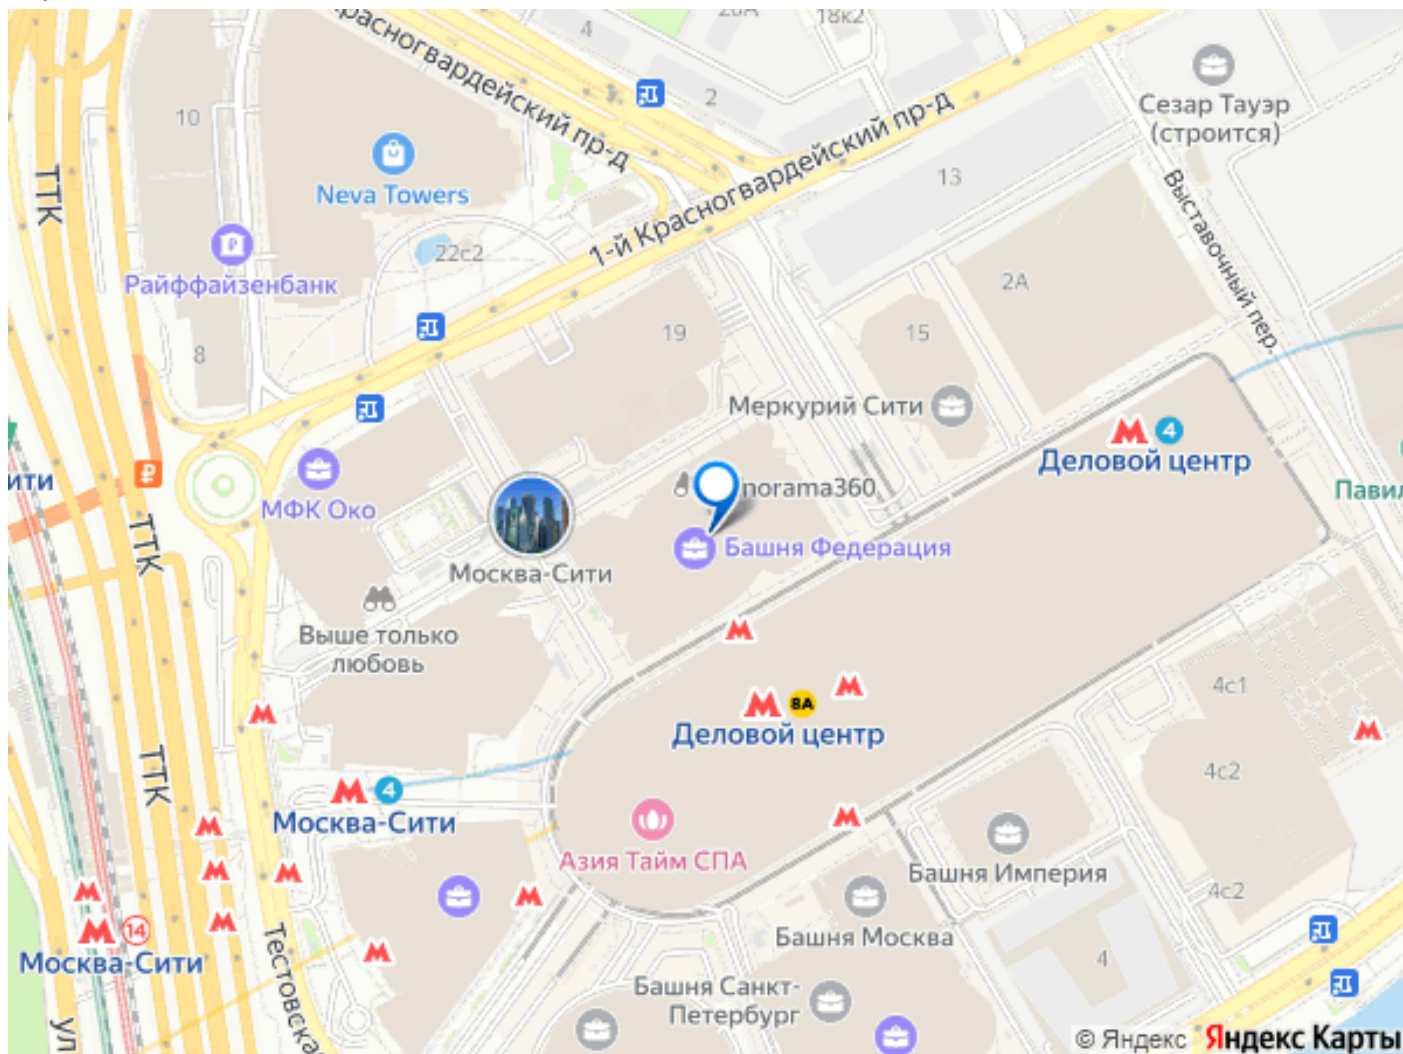 Красногвардейский пр-д
4
28А
18к2
2
10
Сезар Тауэр
(строится)
ТТК
Neva Towers
13
1-й Красногвардейский пр-д
Выставочный пер.
22с2
Райффайзенбанк
2А
19
15
8
Меркурий Сити
4
Деловой центр
ити
₽
МФК Око
norama360
Павил
ТТК
Башня Федерация
Москва-Сити
Выше только
любовь
4с1
8А
Деловой центр
ТТК
4с2
4
Москва-Сити
Азия Тайм СПА
Башня Империя
4с2
14
Москва-Сити
Тестовская
Башня Москва
4
Башня Санкт-
Петербург
ул
© Яндекс Яндекс Карты